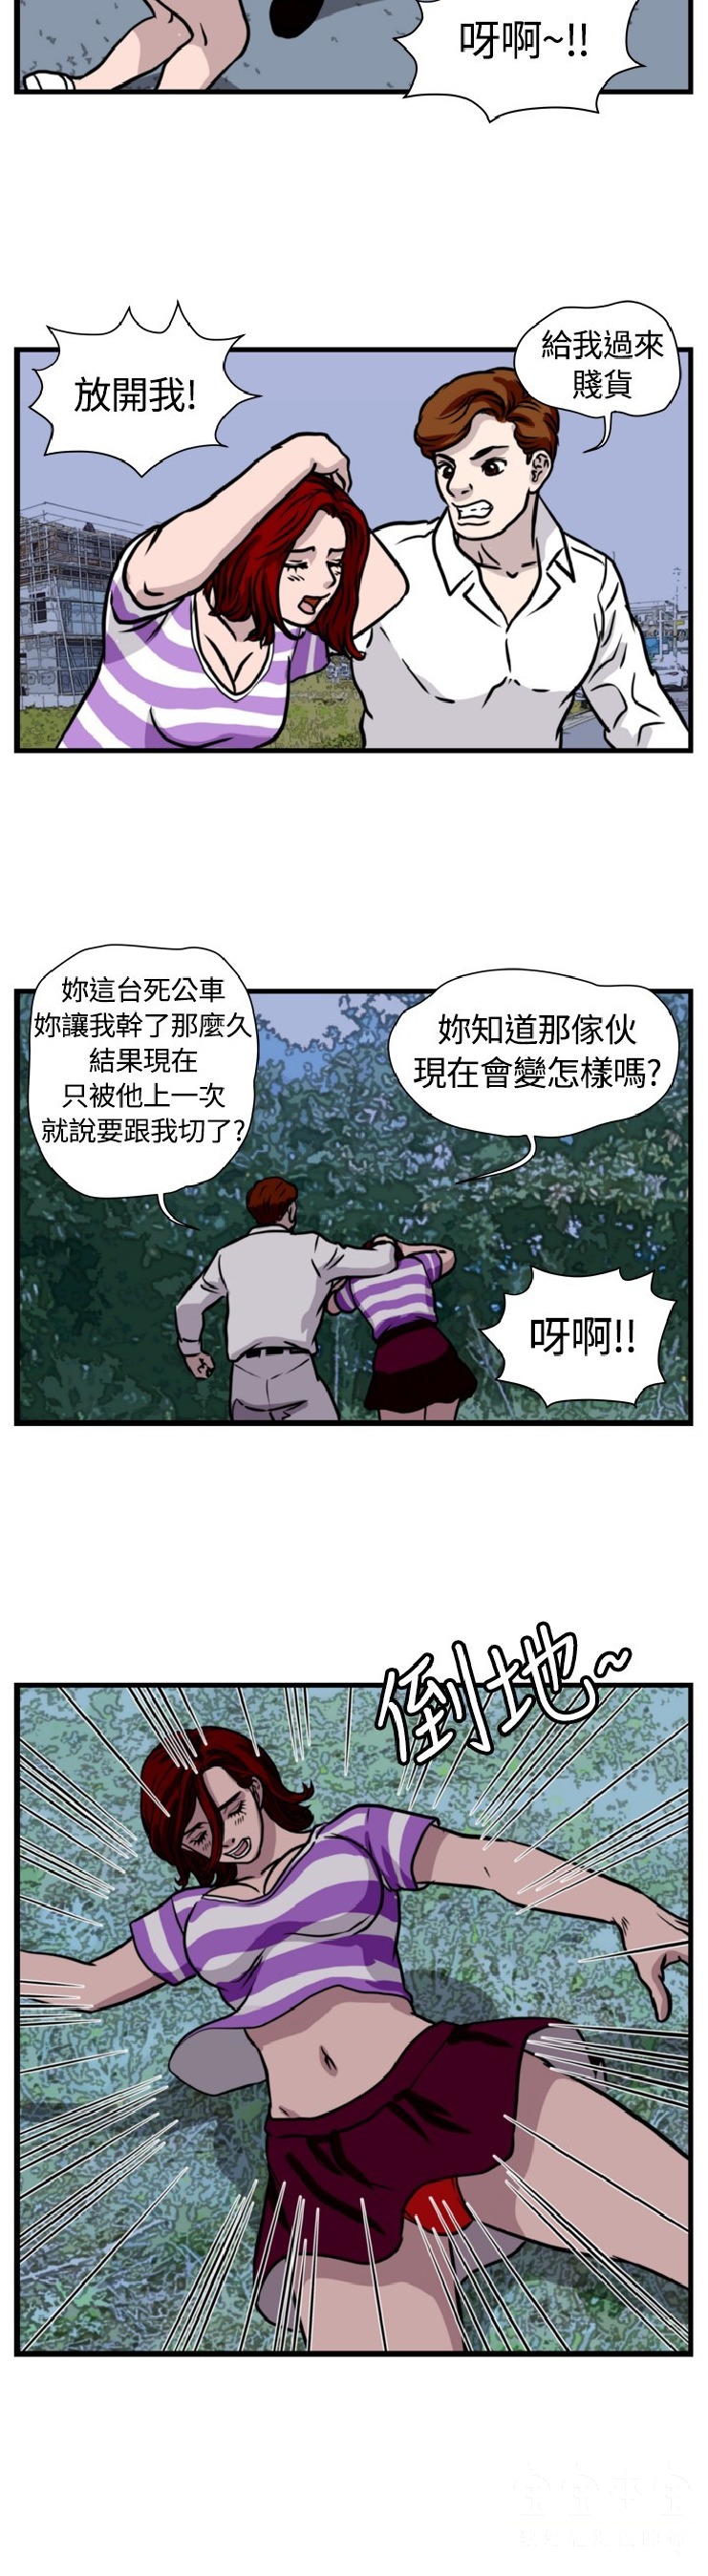 呀啊~!!
放開我!
給我過來
賤貨
妳這台死公車
妳讓我幹了那麼久
結果現在
只被他上一次
就說要跟我切了?
妳知道那傢伙
現在會變怎樣嗎?
呀啊!!
倒地~